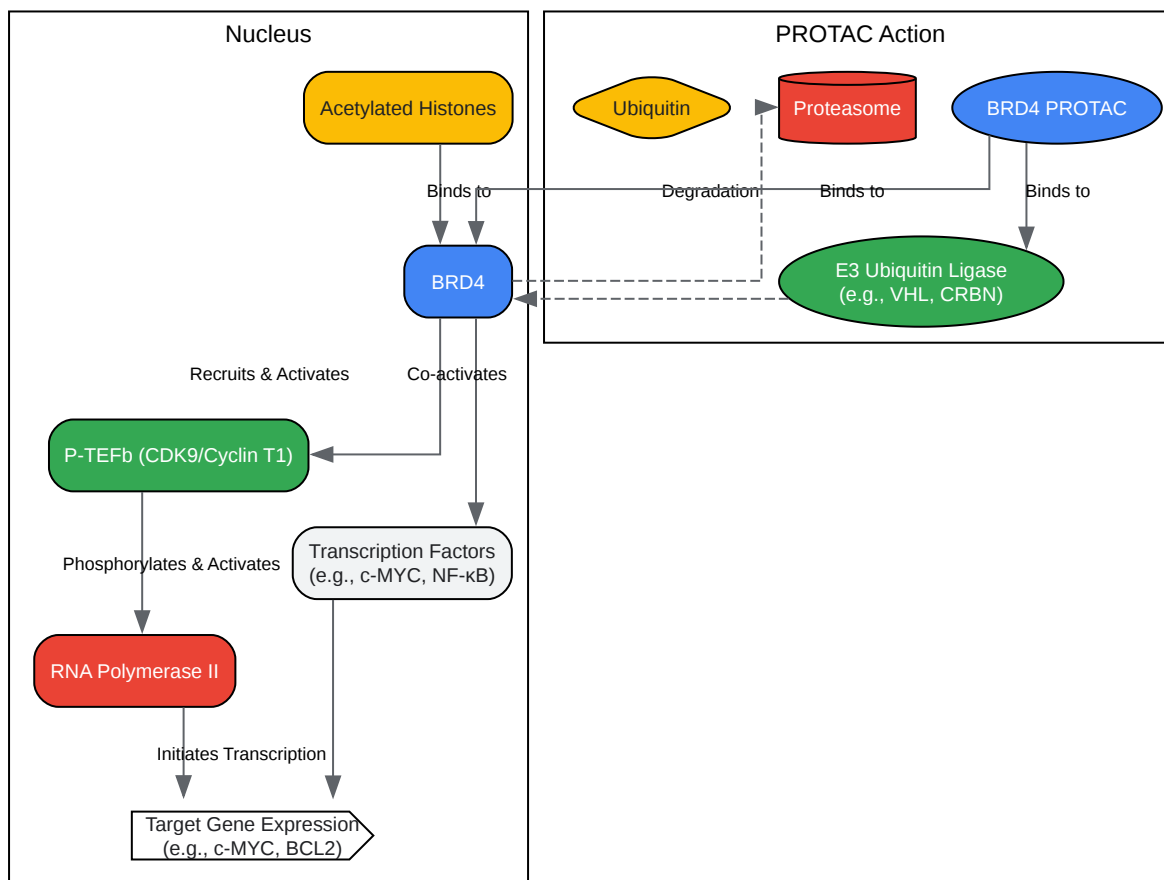 Nucleus
PROTAC Action
Acetylated Histones
Ubiquitin
Proteasome
BRD4 PROTAC
Binds to
Degradation
Binds to
Binds to
BRD4
E3 Ubiquitin Ligase
(e.g., VHL, CRBN)
Recruits & Activates
Co-activates
P-TEFb (CDK9/Cyclin T1)
Transcription Factors
(e.g., c-MYC, NF-κB)
Phosphorylates & Activates
RNA Polymerase II
Initiates Transcription
Target Gene Expression
(e.g., c-MYC, BCL2)